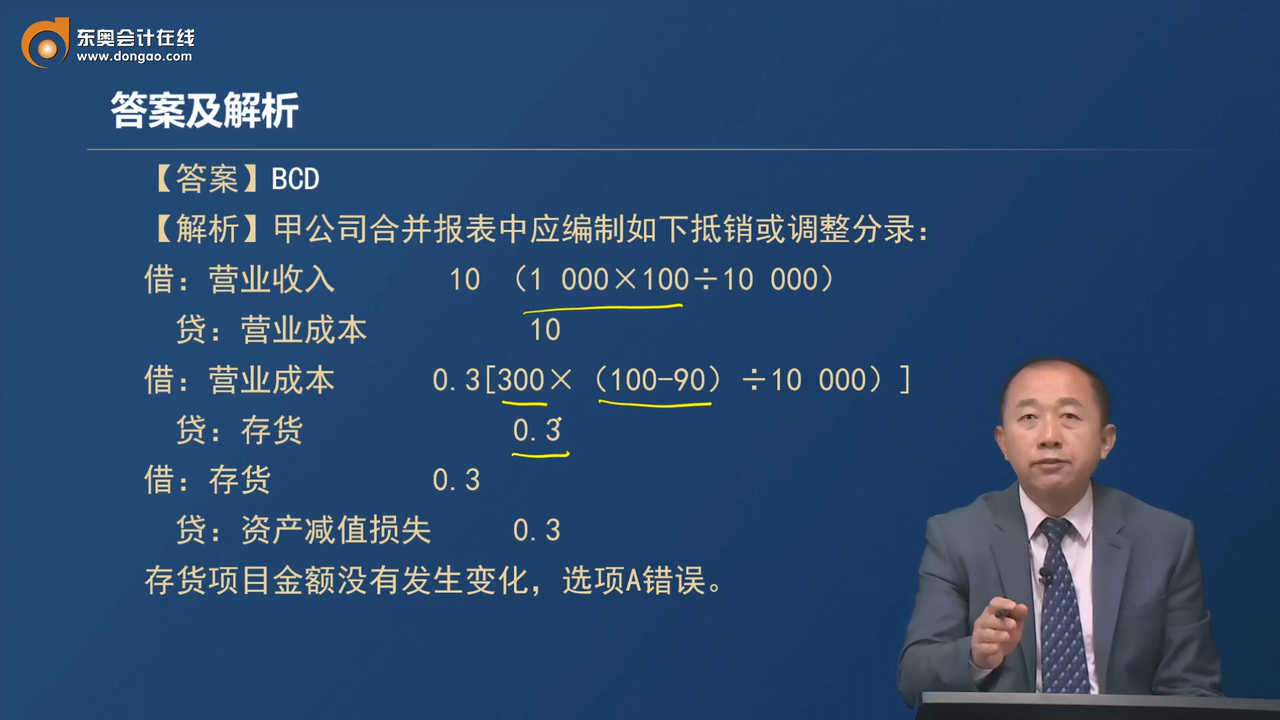 东奥会计在线
www.dongao.com
答案及解析
【答案】BCD
【解析】甲公司合并报表中应编制如下抵销或调整分录：
借：营业收入 10 （1 000×100÷10 000）
贷：营业成本 10
借：营业成本 0.3[300×（100-90）÷10 000）]
贷：存货 0.3
借：存货 0.3
贷：资产减值损失 0.3
存货项目金额没有发生变化，选项A错误。